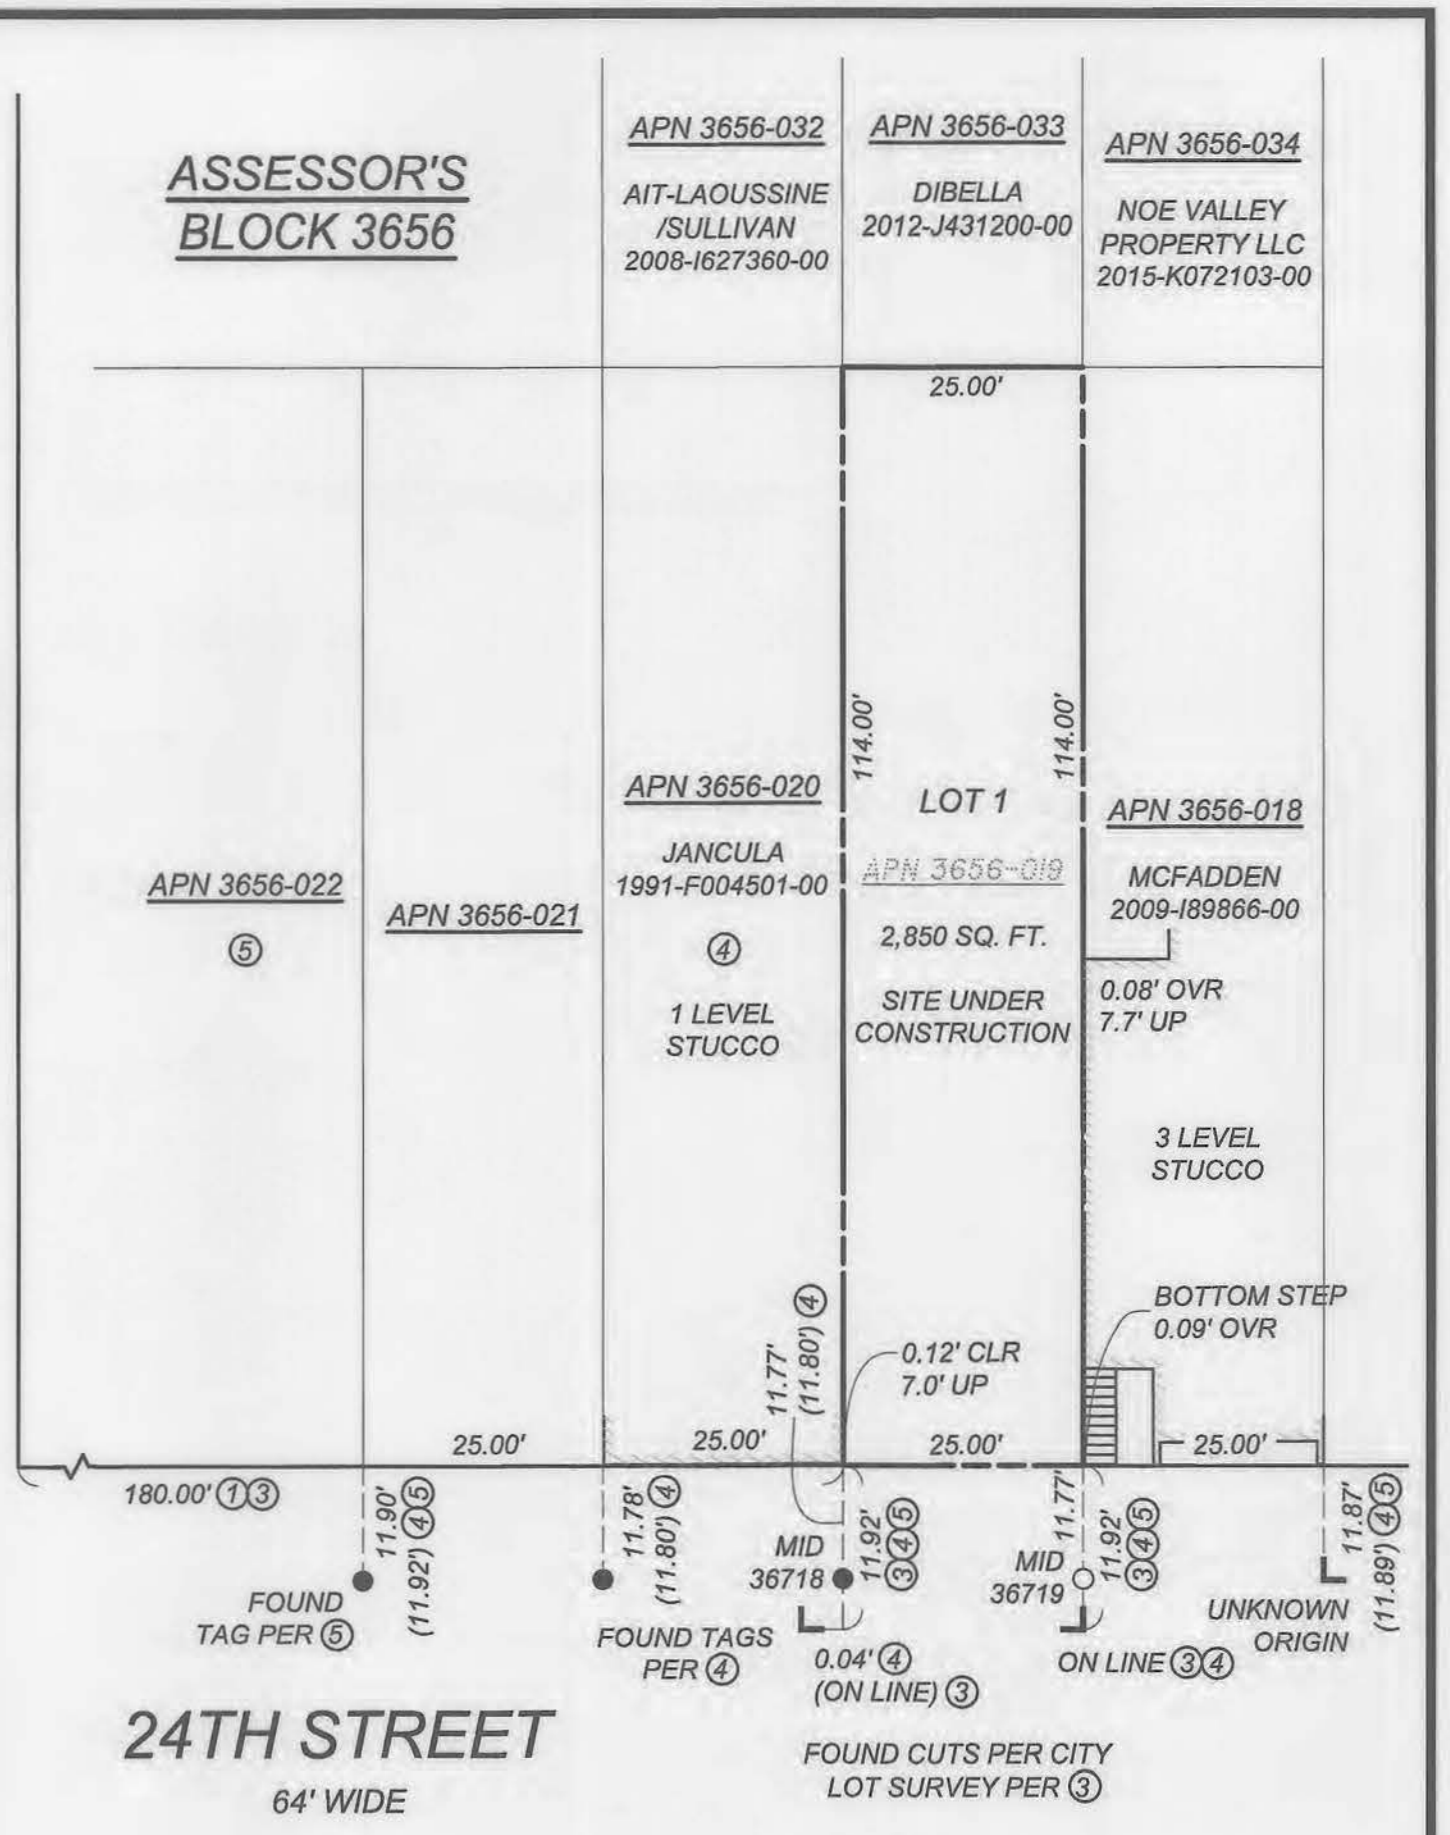 ASSESSOR'S
BLOCK 3656
APN 3656-032
AIT-LAOUSSINE
/SULLIVAN
2008-I627360-00
APN 3656-033
DIBELLA
2012-J431200-00
APN 3656-034
NOE VALLEY
PROPERTY LLC
2015-K072103-00
25.00'
114.00'
114.00'
APN 3656-022
⑤
APN 3656-021
APN 3656-020
JANCULA
1991-F004501-00
④
1 LEVEL
STUCCO
LOT 1
APN 3656-019
2,850 SQ. FT.
SITE UNDER
CONSTRUCTION
APN 3656-018
MCFADDEN
2009-I89866-00
0.08' OVR
7.7' UP
3 LEVEL
STUCCO
BOTTOM STEP
0.09' OVR
11.77'
(11.80') ④
0.12' CLR
7.0' UP
25.00'
25.00'
25.00'
25.00'
180.00' ①③
11.90'
(11.92') ④⑤
FOUND
TAG PER ⑤
11.78'
(11.80') ④
FOUND TAGS
PER ④
MID
36718
11.92'
③④⑤
0.04' ④
(ON LINE) ③
11.77'
11.92'
③④⑤
MID
36719
ON LINE ③④
11.87'
(11.89') ④⑤
UNKNOWN
ORIGIN
FOUND CUTS PER CITY
LOT SURVEY PER ③
24TH STREET
64' WIDE